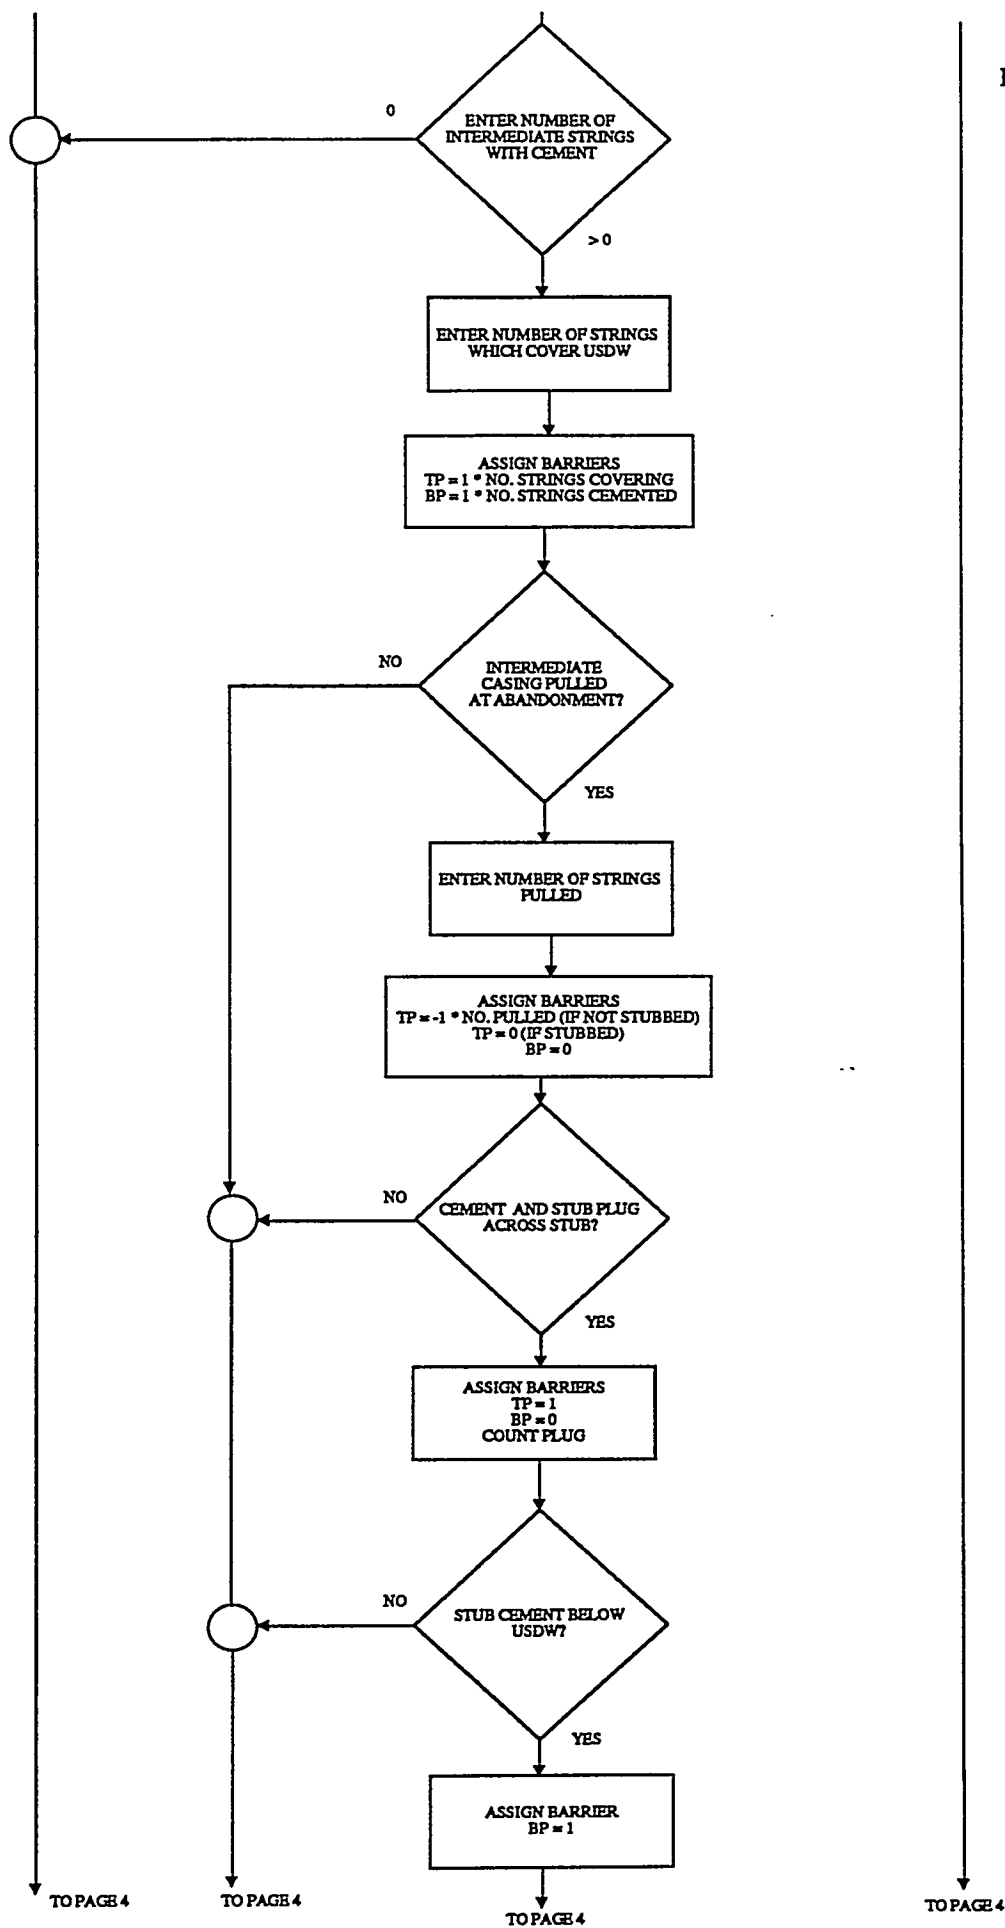 0
ENTER NUMBER OF
INTERMEDIATE STRINGS
WITH CEMENT
> 0
ENTER NUMBER OF STRINGS
WHICH COVER USDW
ASSIGN BARRIERS
TP = 1 * NO. STRINGS COVERING
BP = 1 * NO. STRINGS CEMENTED
NO
INTERMEDIATE
CASING PULLED
AT ABANDONMENT?
YES
ENTER NUMBER OF STRINGS
PULLED
ASSIGN BARRIERS
TP = -1 * NO. PULLED (IF NOT STUBBED)
TP = 0 (IF STUBBED)
BP = 0
NO
CEMENT AND STUB PLUG
ACROSS STUB?
YES
ASSIGN BARRIERS
TP = 1
BP = 0
COUNT PLUG
NO
STUB CEMENT BELOW
USDW?
YES
ASSIGN BARRIER
BP = 1
TO PAGE 4
TO PAGE 4
TO PAGE 4
TO PAGE 4